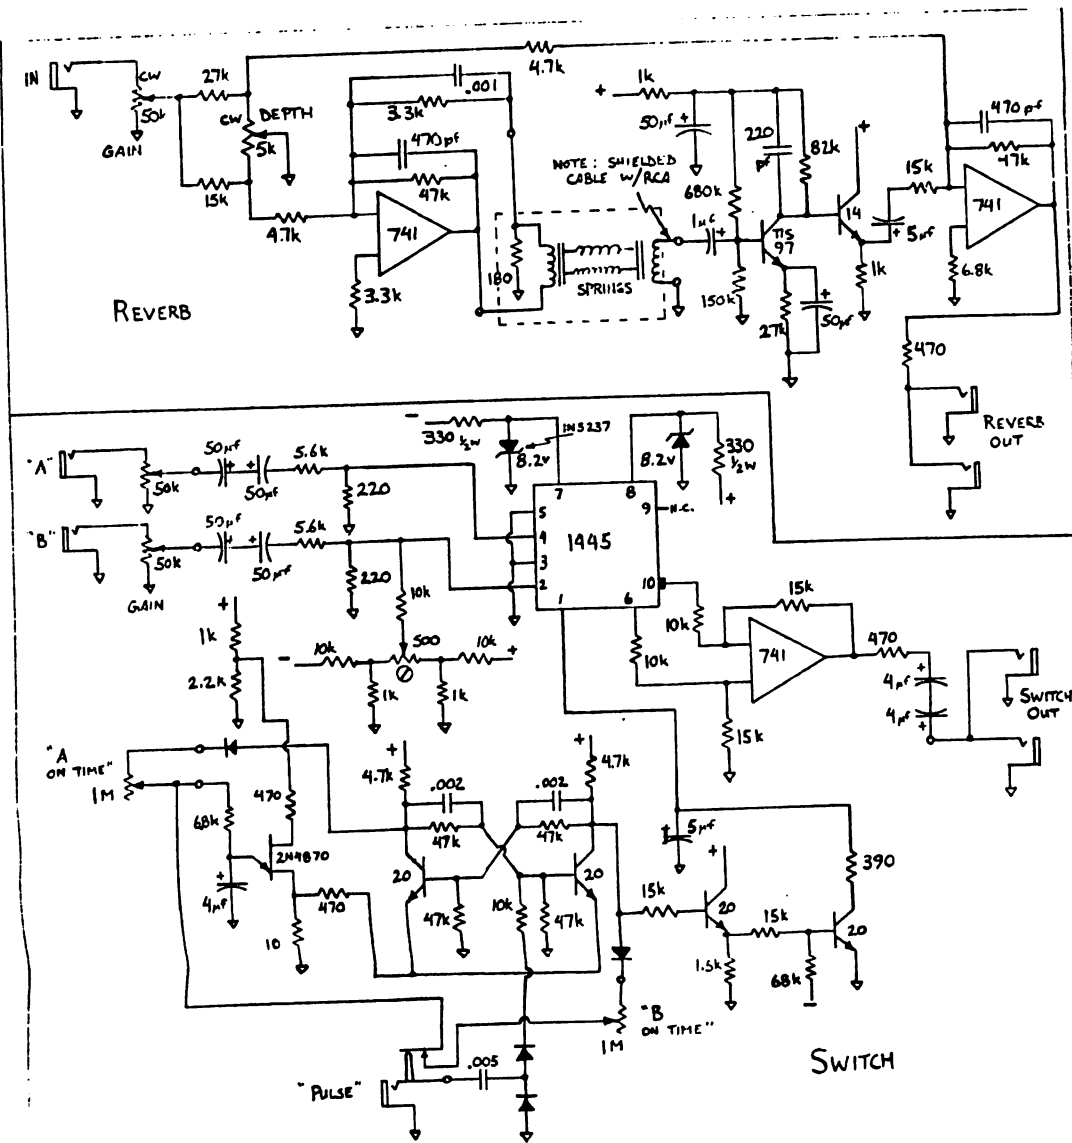 IN
CW
50k
GAIN
27k
CW
DEPTH
5k
15k
4.7k
4.7k
.001
3.3k
470pf
47k
741
3.3k
180
SPRINGS
NOTE: SHIELDED
CABLE W/RCA
+
1k
50µf
+
680k
220
pf
82k
+
1µf
+
TIS
97
14
150k
27k
+
50µf
1k
+
5µf
15k
470pf
47k
741
6.8k
470
REVERB
OUT
REVERB
"A"
50k
50µf
+
+
50µf
5.6k
220
"B"
50k
GAIN
50µf
+
+
50µf
5.6k
220
-
330 ½W
1N5237
8.2v
8.2v
330
½W
+
7
8
5
9
N.C.
4
1445
3
10
2
1
6
10k
500
-
10k
10k
+
1k
1k
+
1k
2.2k
10k
10k
15k
741
15k
470
+
4µf
4µf
+
SWITCH
OUT
"A
ON TIME"
1M
68k
470
2N4870
+
4µf
470
10
+
4.7k
.002
47k
+
4.7k
.002
47k
20
20
47k
10k
47k
+
5µf
390
15k
+
20
15k
20
1.5k
68k
-
"B
ON TIME"
1M
"PULSE"
.005
SWITCH